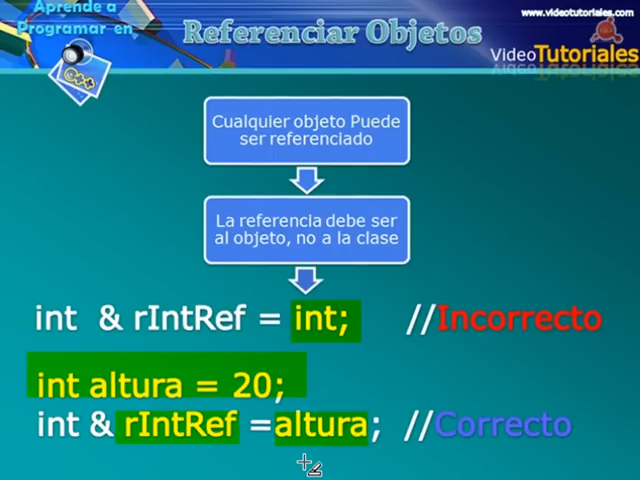 Aprende a
Programar en
C++
Referenciar Objetos
www.videotutoriales.com
VideoTutoriales
Cualquier objeto Puede
ser referenciado
La referencia debe ser
al objeto, no a la clase
int & rIntRef = int; //Incorrecto
int altura = 20;
int & rIntRef =altura; //Correcto